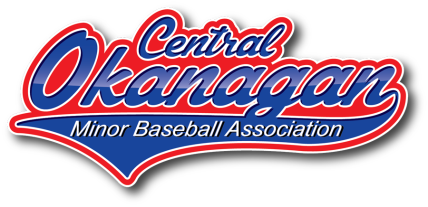 Central
Okanagan
Minor Baseball Association